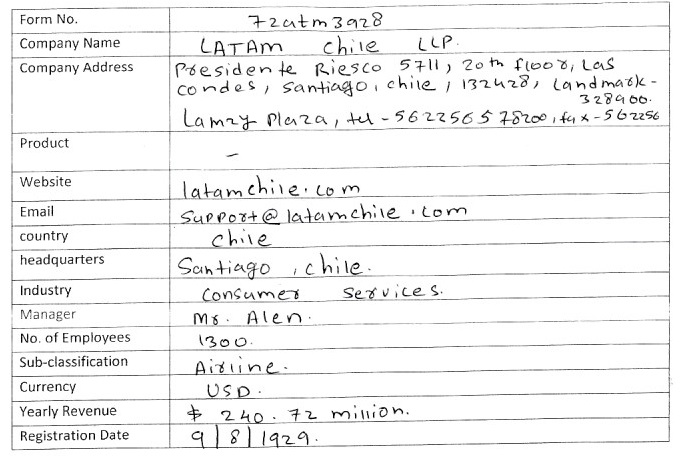 Form No. 72atm3928
Company Name LATAM Chile LLP.
Company Address Presidente Riesco 5711, 20th floor, Las
condes, santiago, chile, 132428, Landmark-
328900.
Lamzy Plaza, tel - 562256578200, fax - 562256
Product -
Website latamchile.com
Email support@latamchile.com
country chile
headquarters Santiago, chile.
Industry consumer services.
Manager Mr. Alen.
No. of Employees 1300.
Sub-classification Airline.
Currency USD.
Yearly Revenue $ 240.72 million.
Registration Date 9/8/1929.